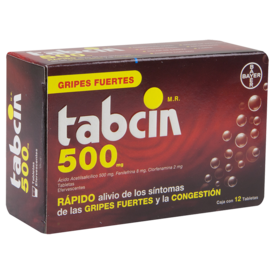 GRIPES FUERTES
BAYER
tabcin
M.R.
500 mg
Ácido Acetilsalicílico 500 mg, Fenilefrina 8 mg, Clorfenamina 2 mg
Tabletas
Efervescentes
RÁPIDO alivio de los síntomas
de las GRIPES FUERTES y la CONGESTIÓN
Caja con 12 Tabletas